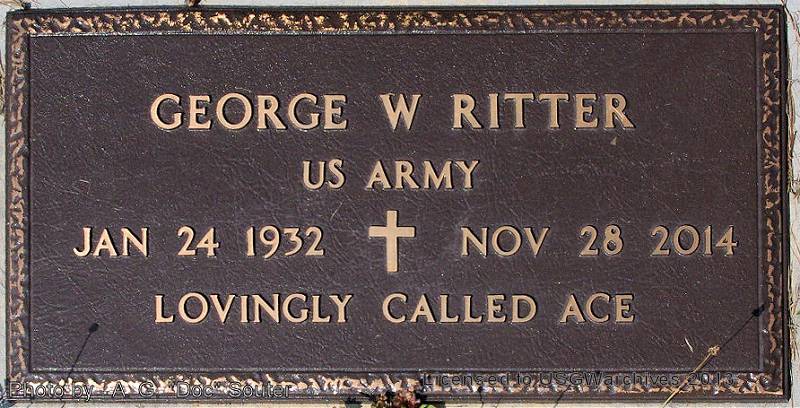 GEORGE W RITTER
US ARMY
JAN 24 1932 NOV 28 2014
LOVINGLY CALLED ACE
Photo by A. G. "Doc" Souter
Licensed to USGWarchives 2013